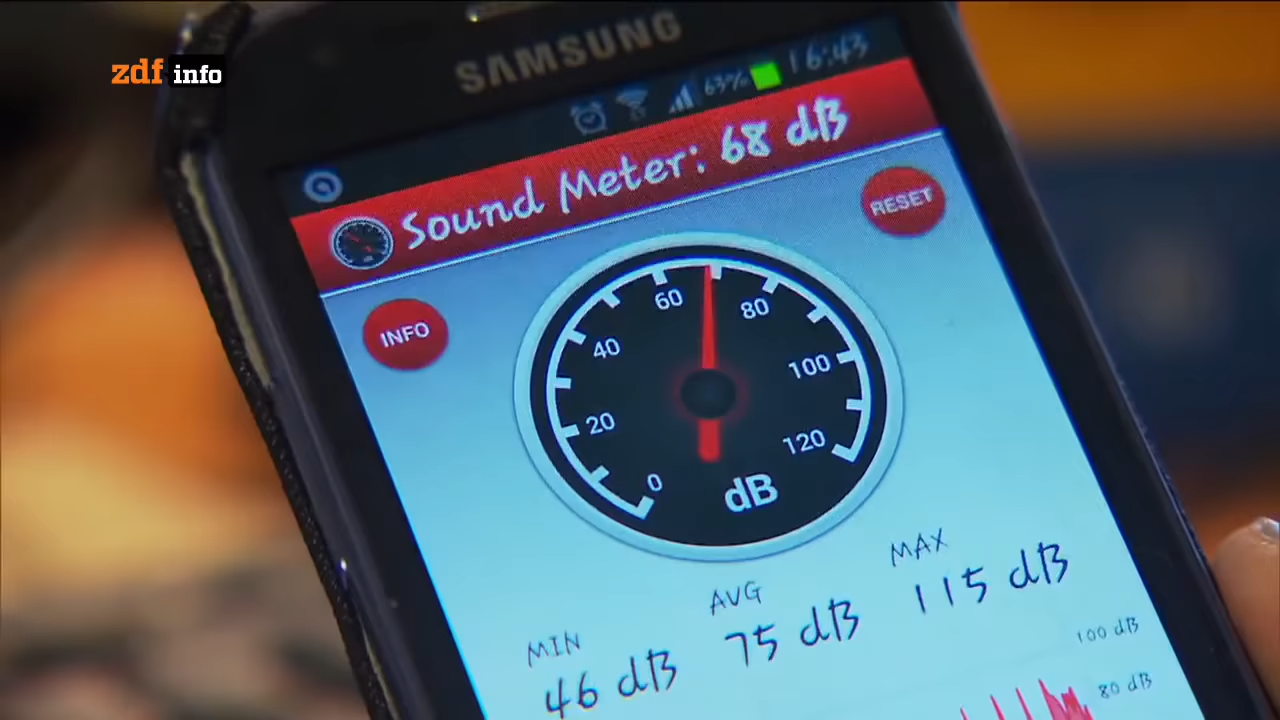 zdf info
SAMSUNG
63% 16:43
Sound Meter: 68 dB
RESET
INFO
0
20
40
60
80
100
120
dB
MIN
46 dB
AVG
75 dB
MAX
115 dB
100 dB
80 dB